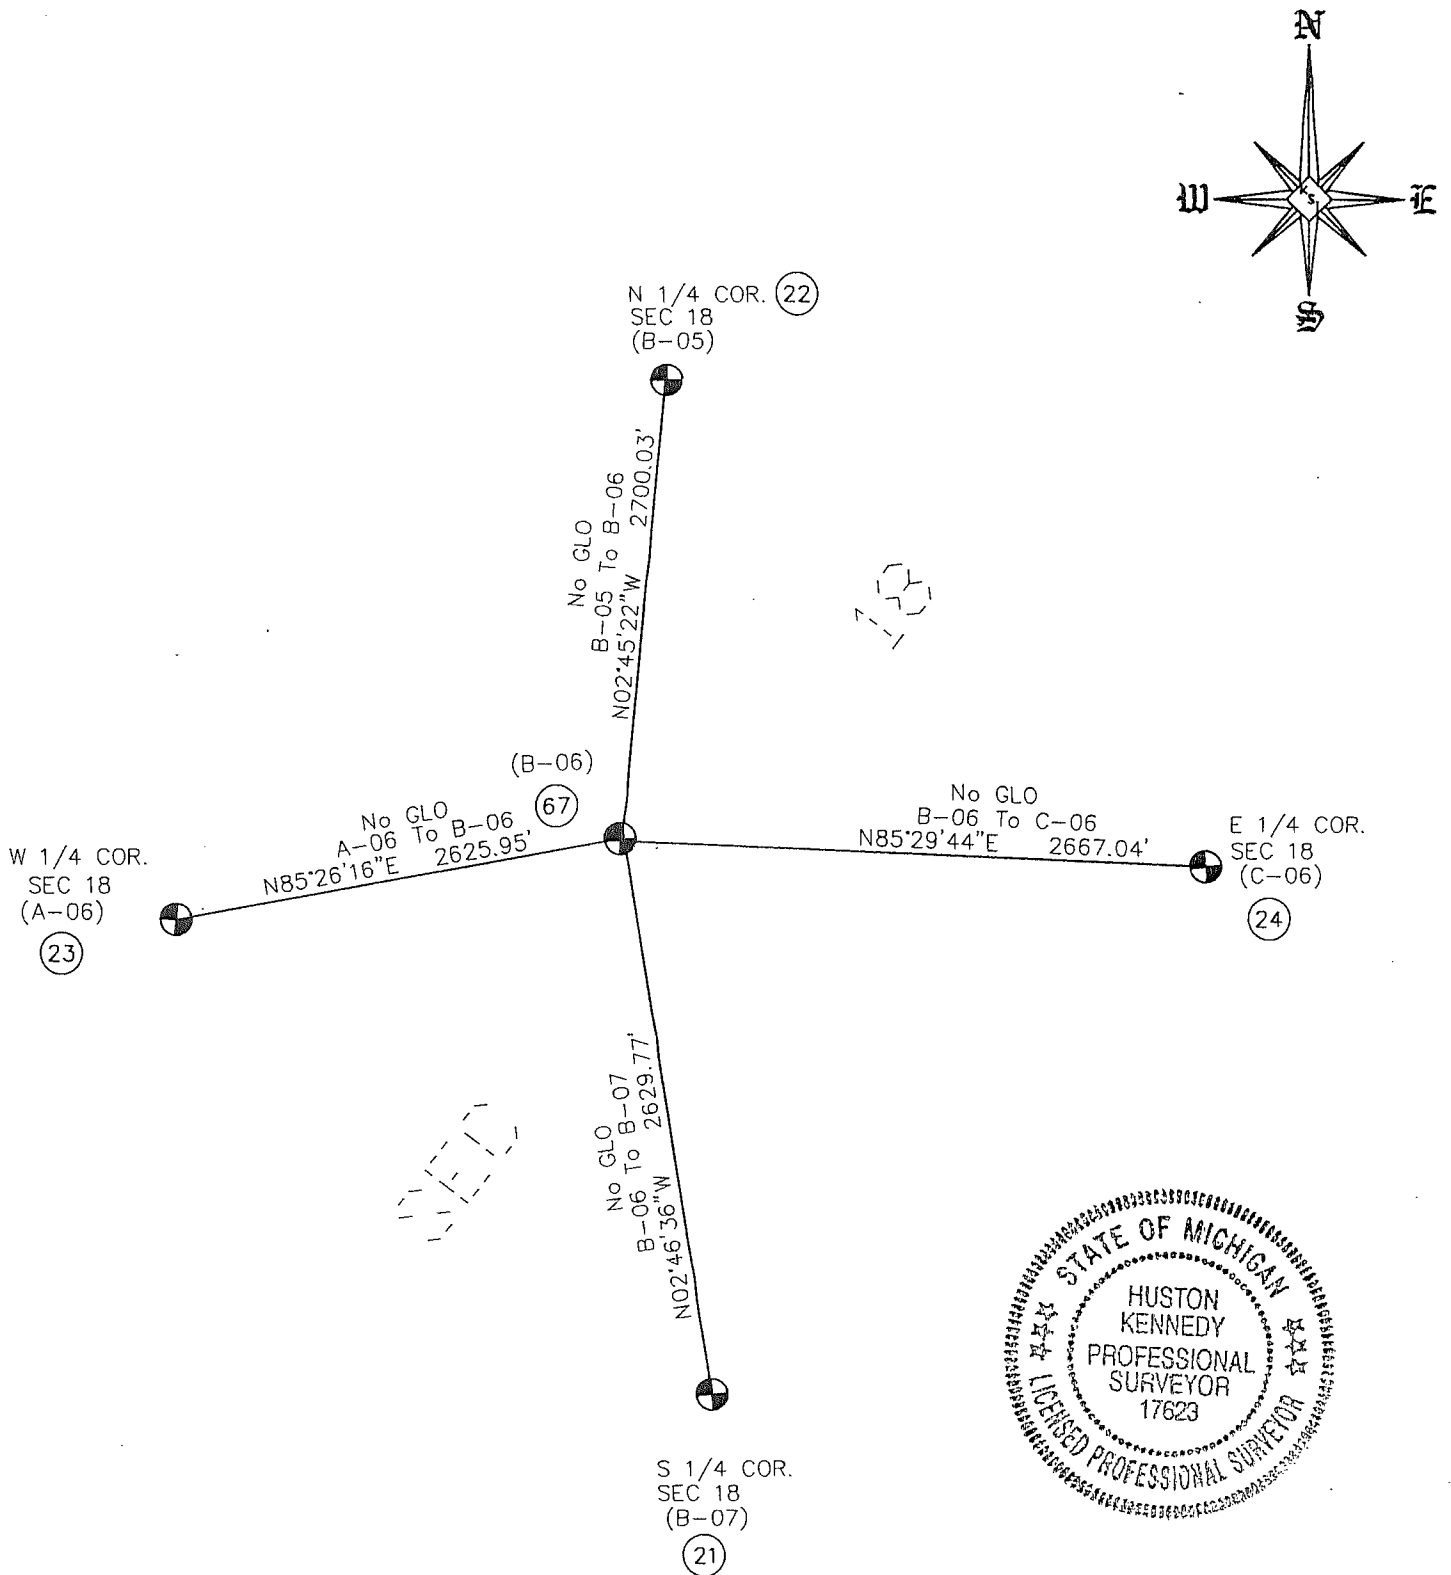 N
W
E
S
KSI
N 1/4 COR. 22
SEC 18
(B-05)
No GLO
B-05 To B-06
N02°45'22"W 2700.03'
18
(B-06)
67
No GLO
A-06 To B-06
N85°26'16"E 2625.95'
No GLO
B-06 To C-06
N85°29'44"E 2667.04'
W 1/4 COR.
SEC 18
(A-06)
23
E 1/4 COR.
SEC 18
(C-06)
24
No GLO
B-06 To B-07
N02°46'36"W 2629.77'
SEC
STATE OF MICHIGAN
HUSTON
KENNEDY
PROFESSIONAL
SURVEYOR
17623
LICENSED PROFESSIONAL SURVEYOR
S 1/4 COR.
SEC 18
(B-07)
21